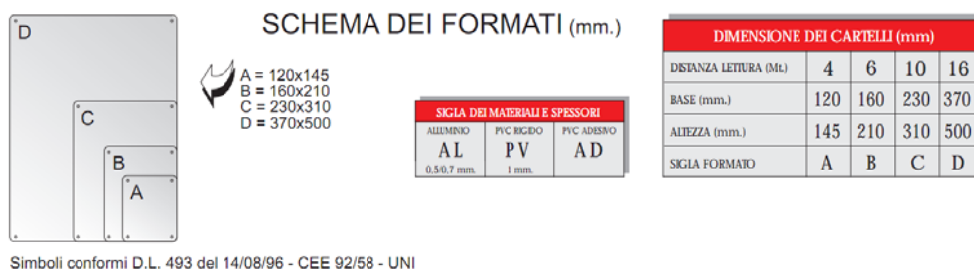 SCHEMA DEI FORMATI (mm.)
D
C
B
A
A = 120x145
B = 160x210
C = 230x310
D = 370x500
SIGLA DEI MATERIALI E SPESSORI
ALLUMINIO PVC RIGIDO PVC ADESIVO
AL PV AD
0,5/0,7 mm. 1 mm.
DIMENSIONE DEI CARTELLI (mm)
DISTANZA LETTURA (Mt.) 4 6 10 16
BASE (mm.) 120 160 230 370
ALTEZZA (mm.) 145 210 310 500
SIGLA FORMATO A B C D
Simboli conformi D.L. 493 del 14/08/96 - CEE 92/58 - UNI